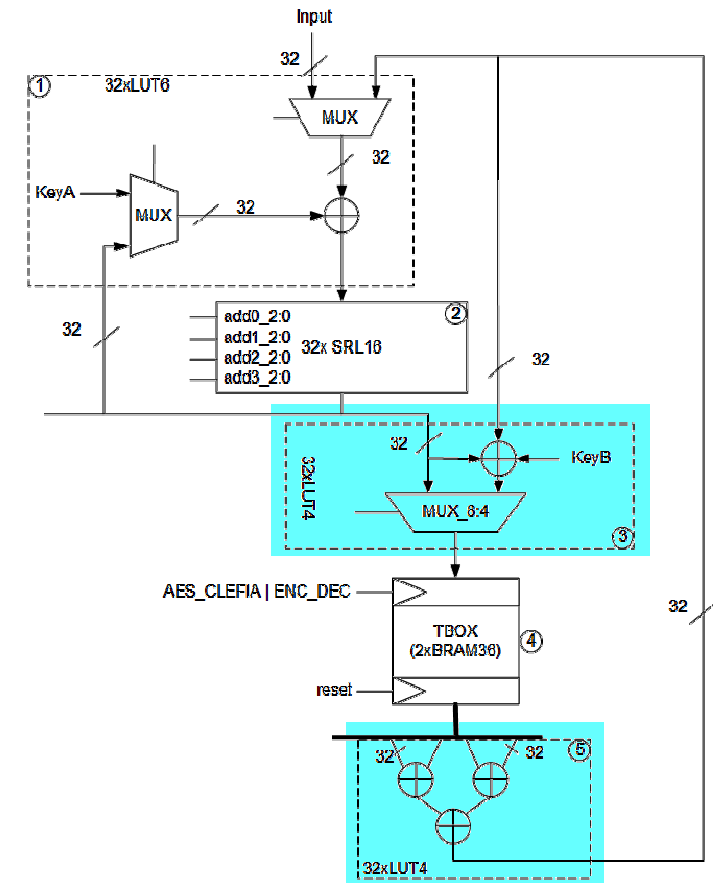 Input
32
① 32xLUT6
MUX
32
KeyA
MUX
32
32
add0_2:0
add1_2:0
add2_2:0
add3_2:0
32x SRL16
②
32
32
32xLUT4
KeyB
MUX_8:4
③
AES_CLEFIA | ENC_DEC
TBOX
(2xBRAM36)
④
32
reset
32
32
⑤
32xLUT4